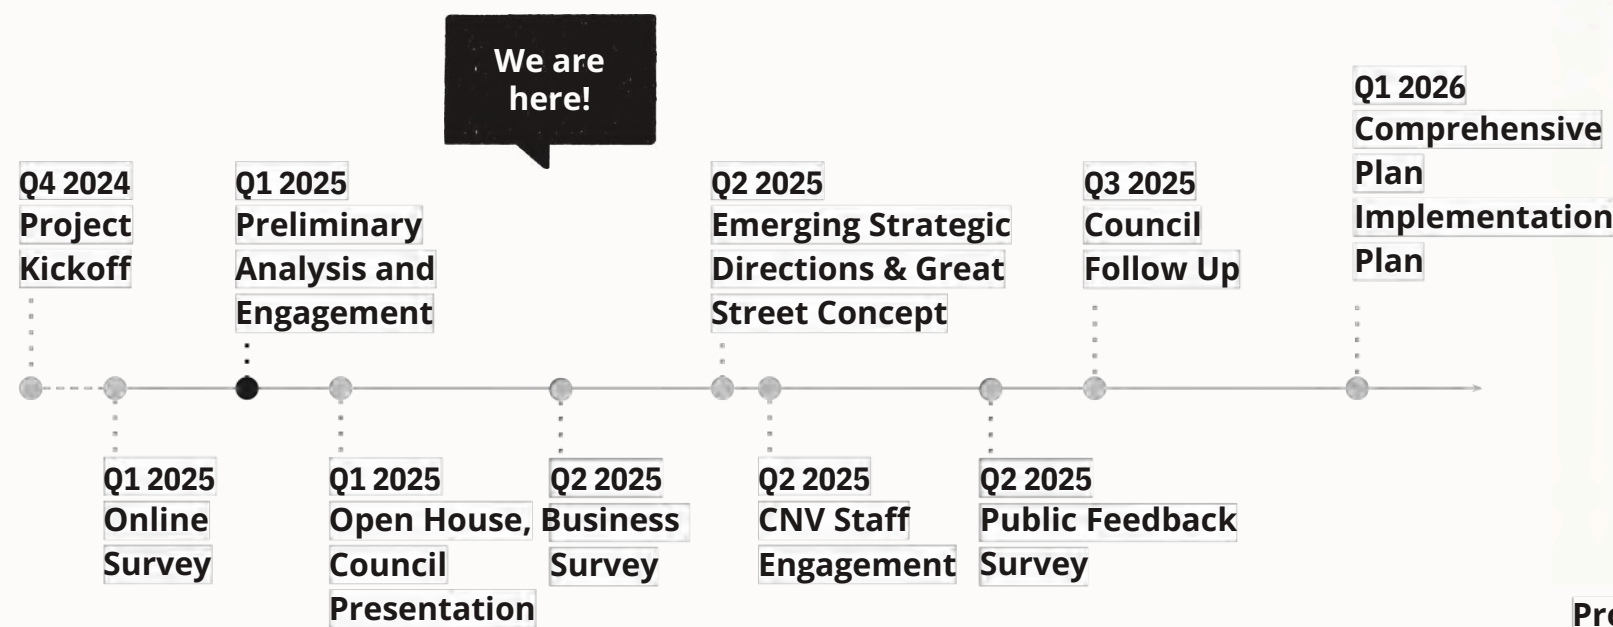 We are
here!
Q4 2024
Project
Kickoff
Q1 2025
Preliminary
Analysis and
Engagement
Q2 2025
Emerging Strategic
Directions & Great
Street Concept
Q3 2025
Council
Follow Up
Q1 2026
Comprehensive
Plan
Implementation
Plan
Q1 2025
Online
Survey
Q1 2025
Open House,
Council
Presentation
Q2 2025
Business
Survey
Q2 2025
CNV Staff
Engagement
Q2 2025
Public Feedback
Survey